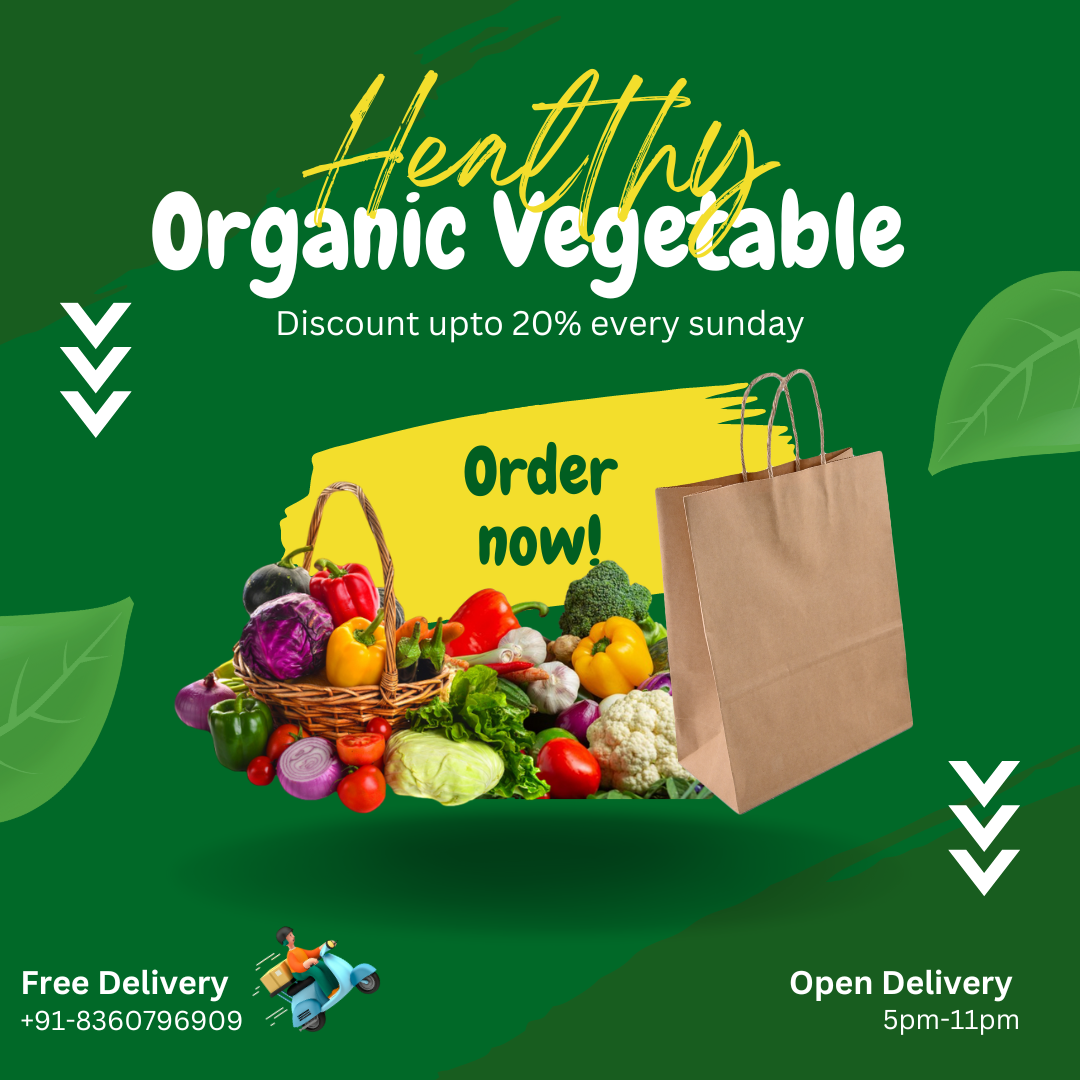 Healthy
Organic Vegetable
Discount upto 20% every sunday
Order
now!
Free Delivery
+91-8360796909
Open Delivery
5pm-11pm